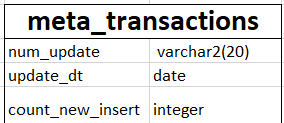 meta_transactions
num_update varchar2(20)
update_dt date
count_new_insert integer